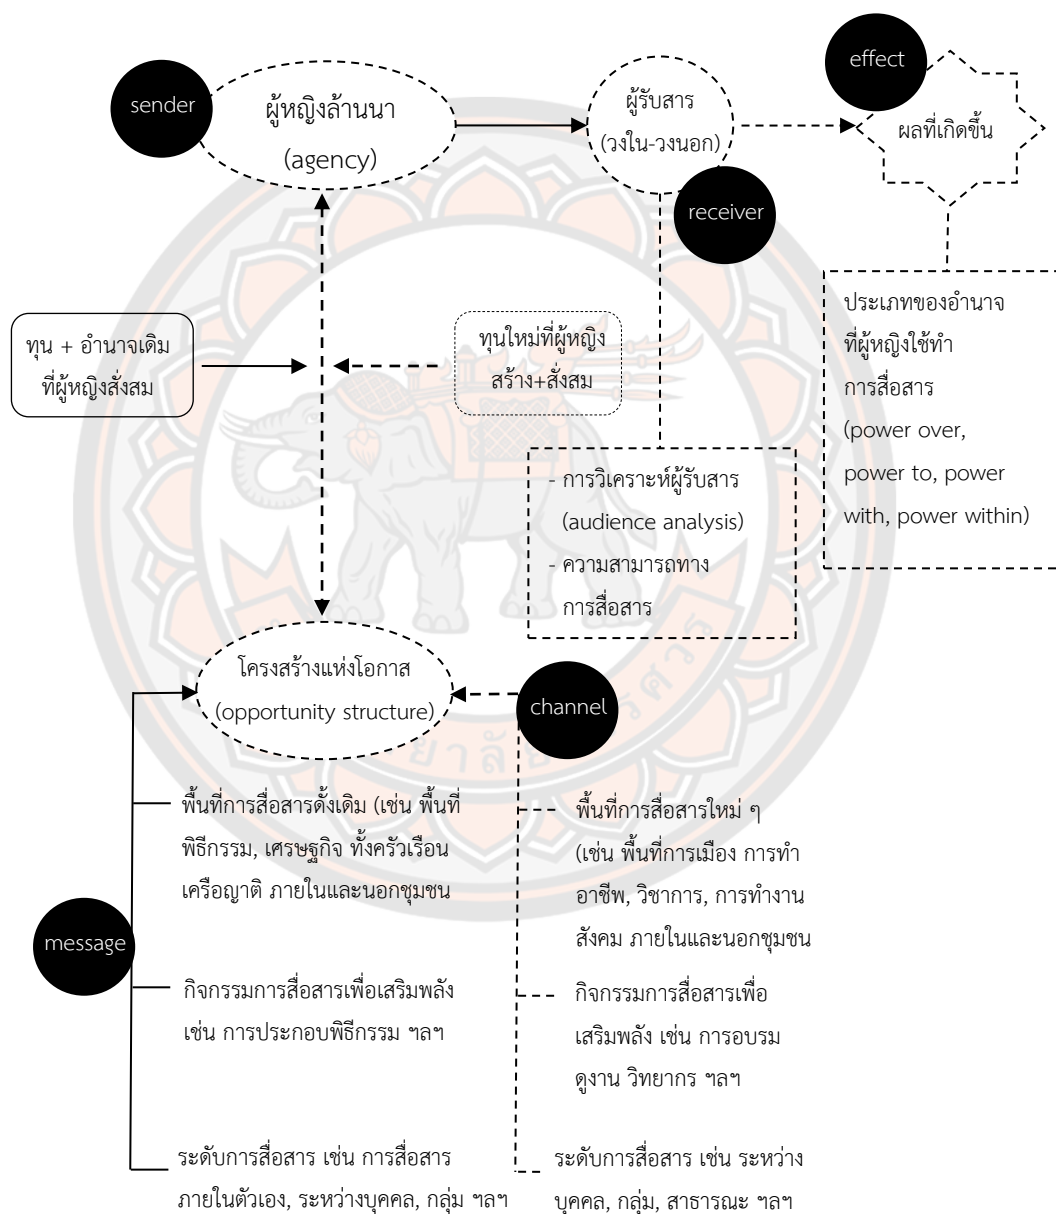 sender
ผู้หญิงล้านนา
(agency)
ผู้รับสาร
(วงใน-วงนอก)
receiver
effect
ผลที่เกิดขึ้น
ทุน + อำนาจเดิม
ที่ผู้หญิงสั่งสม
ทุนใหม่ที่ผู้หญิง
สร้าง+สั่งสม
ประเภทของอำนาจ
ที่ผู้หญิงใช้ทำ
การสื่อสาร
(power over,
power to, power
with, power within)
- การวิเคราะห์ผู้รับสาร
(audience analysis)
- ความสามารถทาง
การสื่อสาร
โครงสร้างแห่งโอกาส
(opportunity structure)
channel
message
พื้นที่การสื่อสารดั้งเดิม (เช่น พื้นที่
พิธีกรรม, เศรษฐกิจ ทั้งครัวเรือน
เครือญาติ ภายในและนอกชุมชน
กิจกรรมการสื่อสารเพื่อเสริมพลัง
เช่น การประกอบพิธีกรรม ฯลฯ
ระดับการสื่อสาร เช่น การสื่อสาร
ภายในตัวเอง, ระหว่างบุคคล, กลุ่ม ฯลฯ
พื้นที่การสื่อสารใหม่ ๆ
(เช่น พื้นที่การเมือง การทำ
อาชีพ, วิชาการ, การทำงาน
สังคม ภายในและนอกชุมชน
กิจกรรมการสื่อสารเพื่อ
เสริมพลัง เช่น การอบรม
ดูงาน วิทยากร ฯลฯ
ระดับการสื่อสาร เช่น ระหว่าง
บุคคล, กลุ่ม, สาธารณะ ฯลฯ